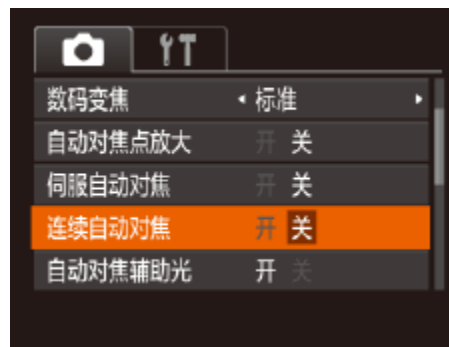 数码变焦 标准
自动对焦点放大 开 关
伺服自动对焦 开 关
连续自动对焦 开 关
自动对焦辅助光 开 关